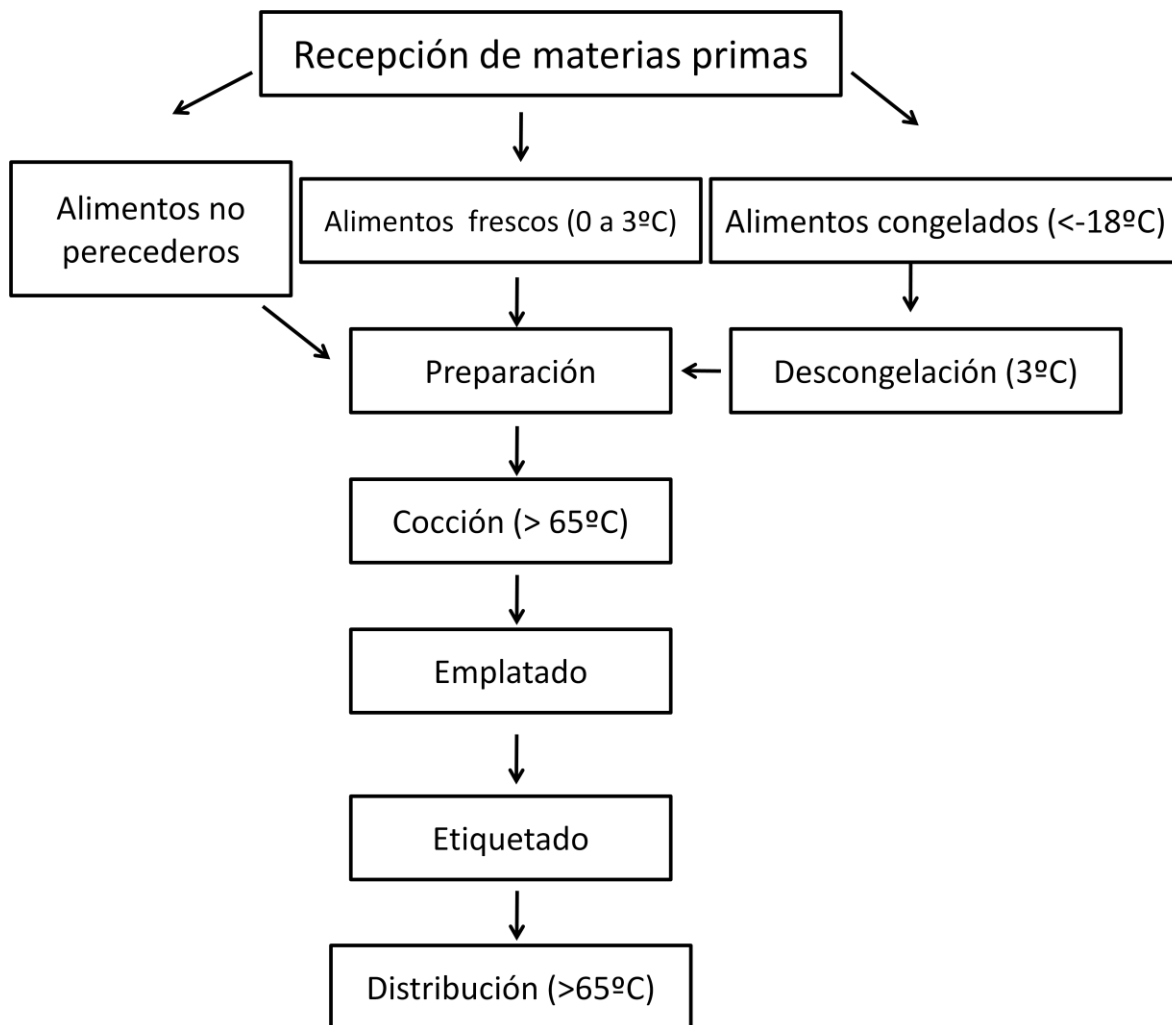 Recepción de materias primas
Alimentos no
perecederos
Alimentos frescos (0 a 3ºC)
Alimentos congelados (<-18ºC)
Preparación
Descongelación (3ºC)
Cocción (> 65ºC)
Emplatado
Etiquetado
Distribución (>65ºC)